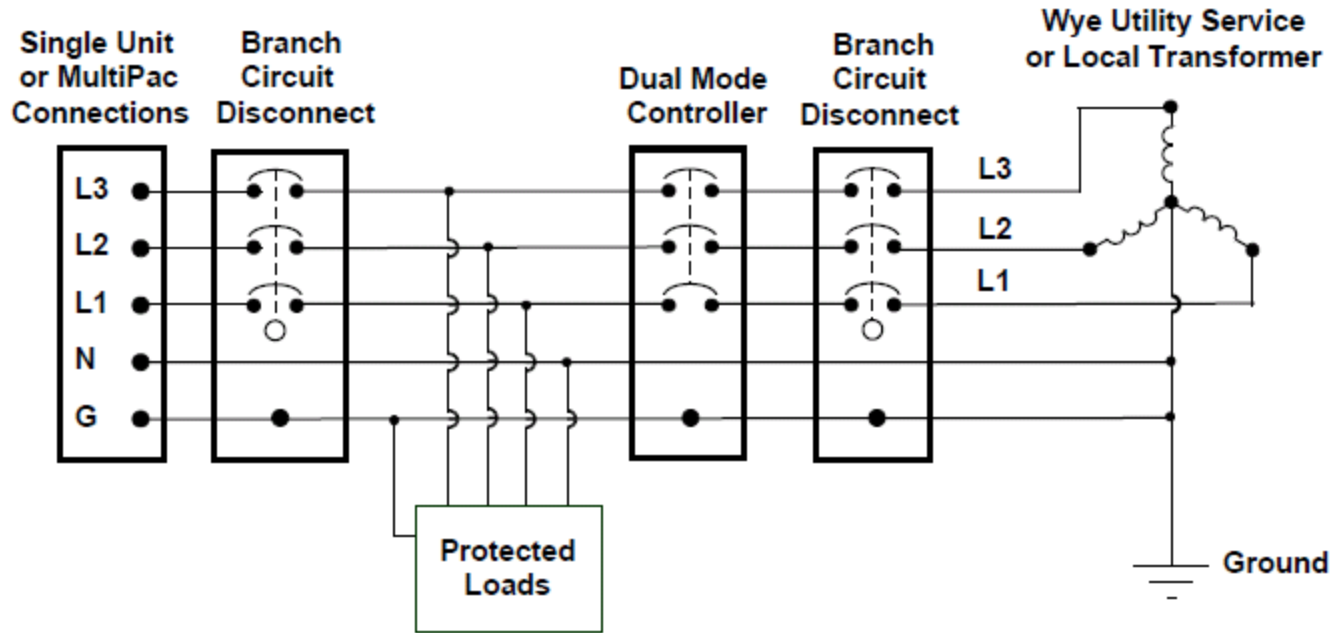 Single Unit
or MultiPac
Connections
Branch
Circuit
Disconnect
Dual Mode
Controller
Branch
Circuit
Disconnect
Wye Utility Service
or Local Transformer
L3
L2
L1
N
G
L3
L2
L1
Protected
Loads
Ground